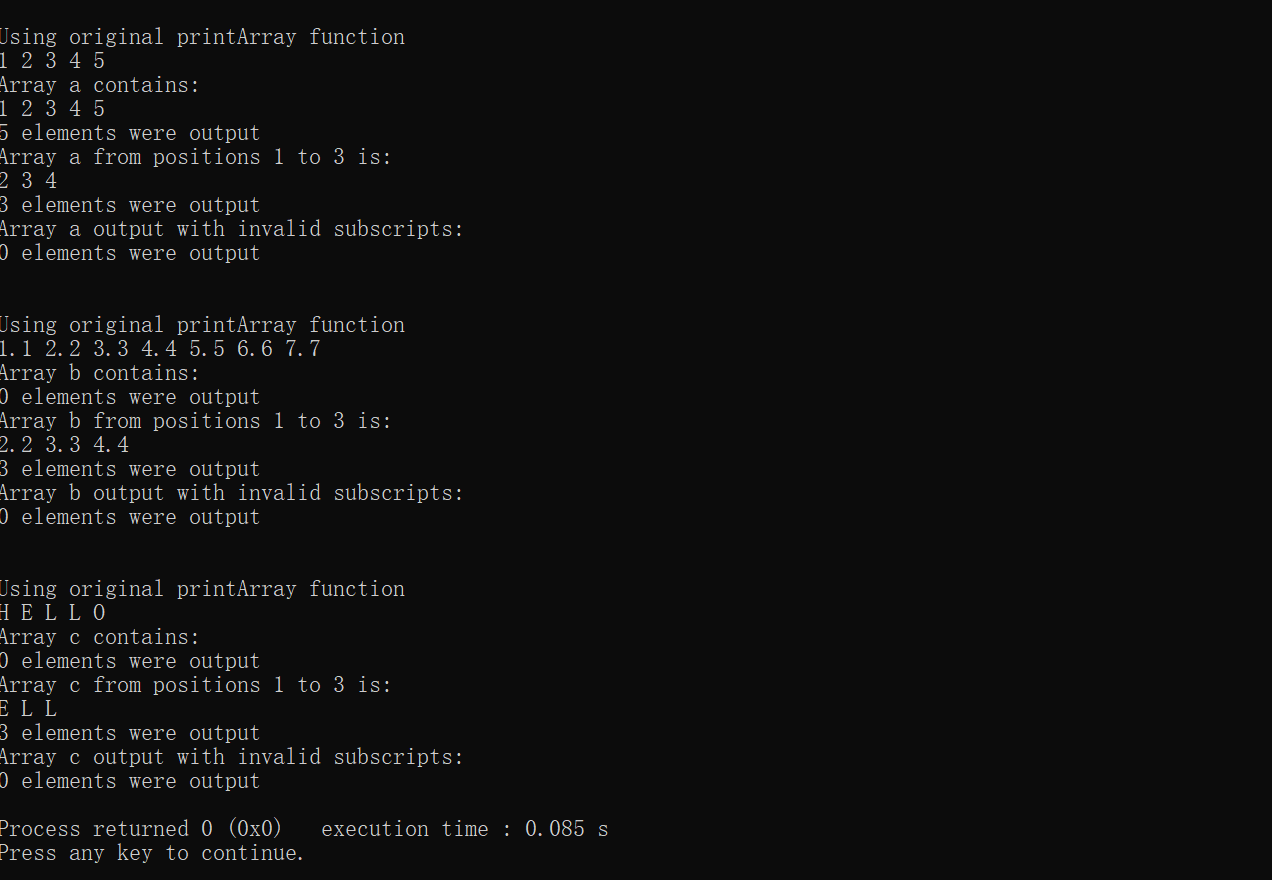 Using original printArray function
1 2 3 4 5
Array a contains:
1 2 3 4 5
5 elements were output
Array a from positions 1 to 3 is:
2 3 4
3 elements were output
Array a output with invalid subscripts:
0 elements were output
Using original printArray function
1.1 2.2 3.3 4.4 5.5 6.6 7.7
Array b contains:
0 elements were output
Array b from positions 1 to 3 is:
2.2 3.3 4.4
3 elements were output
Array b output with invalid subscripts:
0 elements were output
Using original printArray function
H E L L O
Array c contains:
0 elements were output
Array c from positions 1 to 3 is:
E L L
3 elements were output
Array c output with invalid subscripts:
0 elements were output
Process returned 0 (0x0)   execution time : 0.085 s
Press any key to continue.